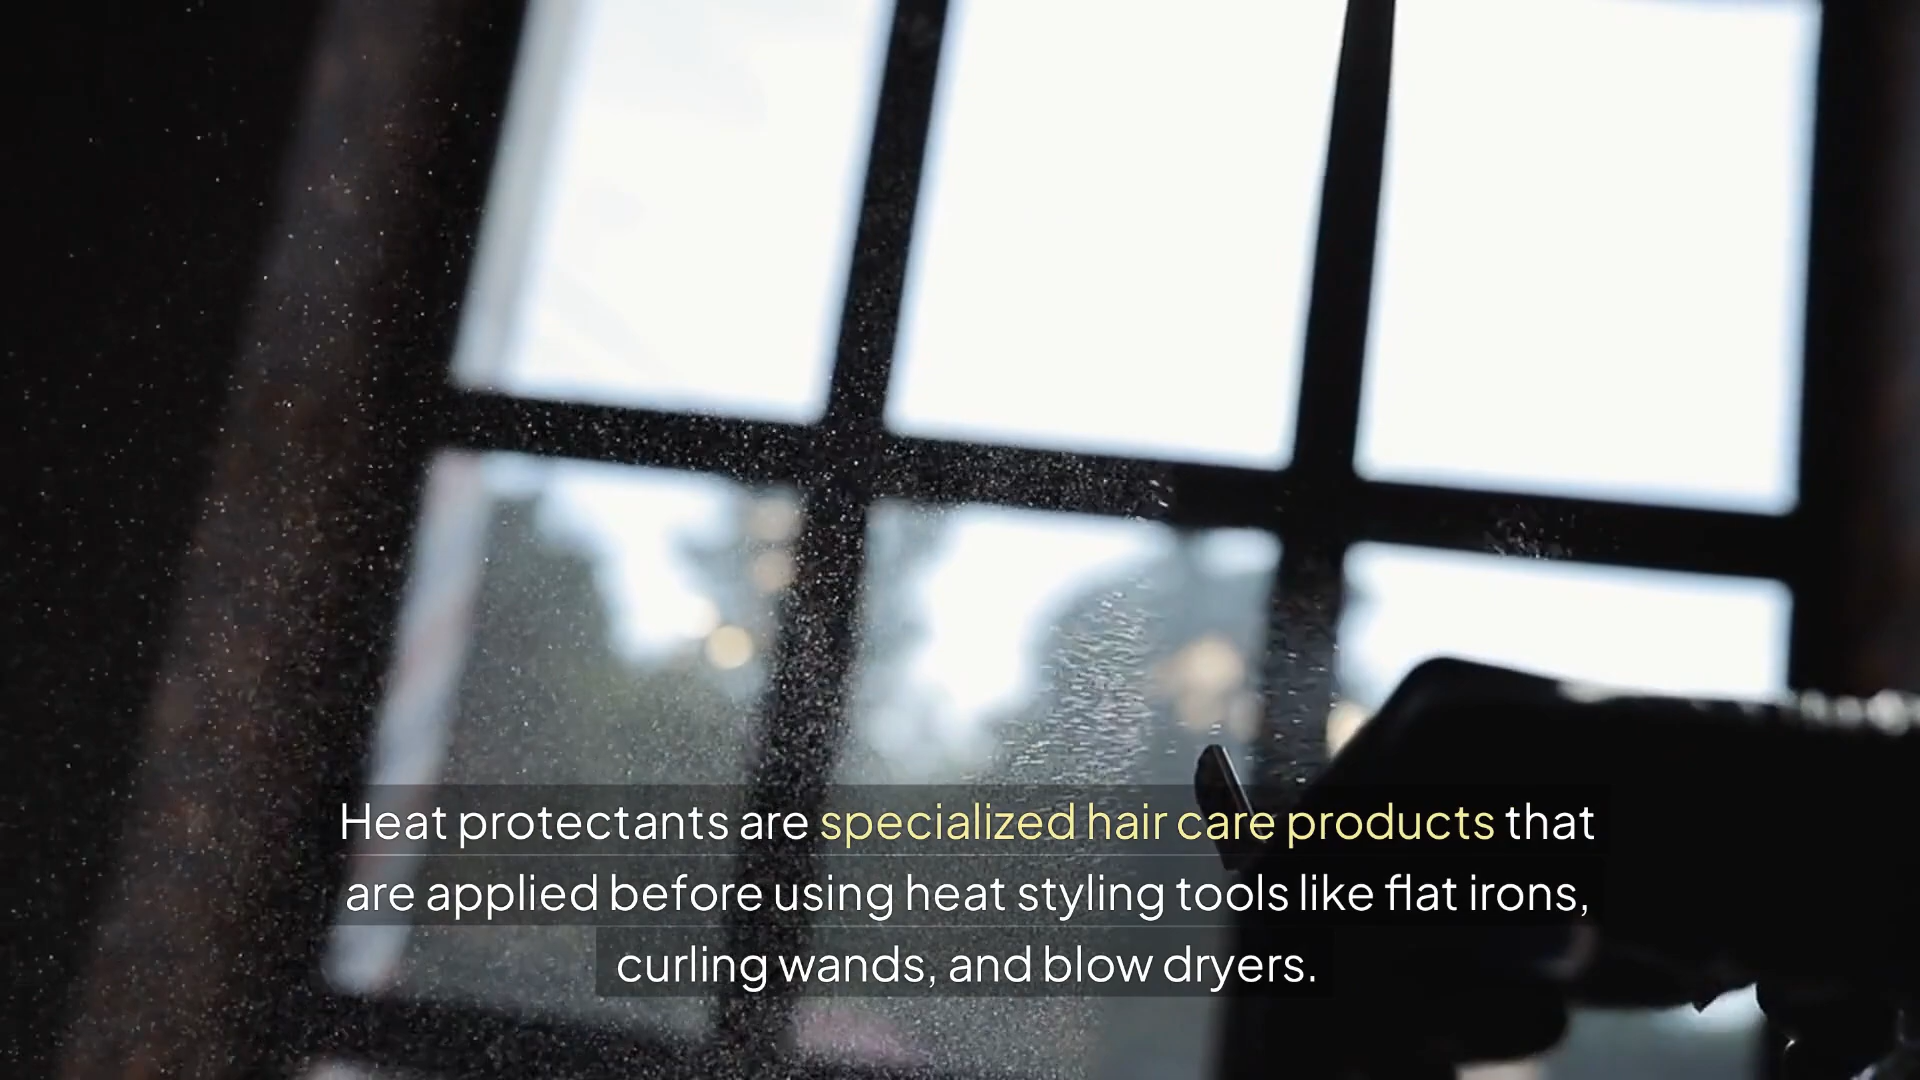 Heat protectants are specialized hair care products that
are applied before using heat styling tools like flat irons,
curling wands, and blow dryers.